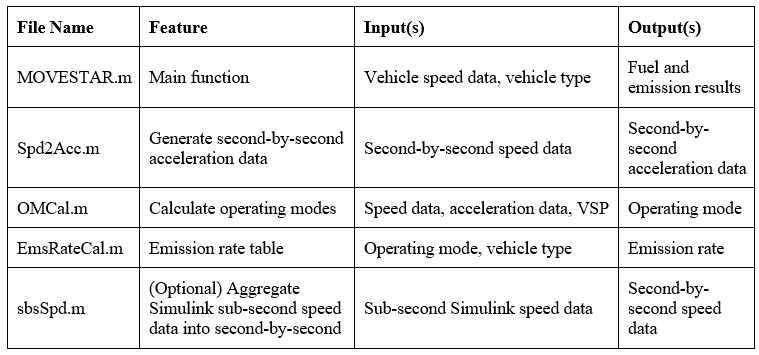 File Name Feature Input(s) Output(s)
MOVESTAR.m Main function Vehicle speed data, vehicle type Fuel and
emission results
Spd2Acc.m Generate second-by-second
acceleration data Second-by-second speed data Second-by-
second
acceleration data
OMCal.m Calculate operating modes Speed data, acceleration data, VSP Operating mode
EmsRateCal.m Emission rate table Operating mode, vehicle type Emission rate
sbsSpd.m (Optional) Aggregate
Simulink sub-second speed
data into second-by-second Sub-second Simulink speed data Second-by-
second speed
data